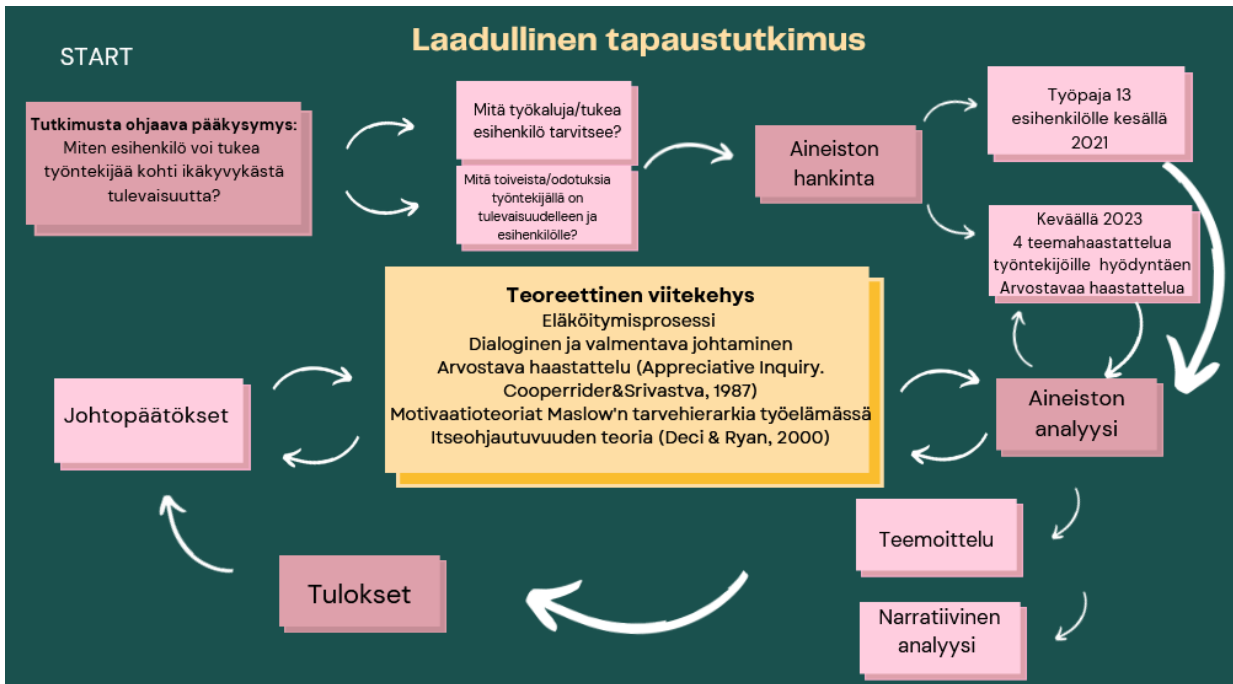 Laadullinen tapaustutkimus
START
Tutkimusta ohjaava pääkysymys:
Miten esihenkilö voi tukea
työntekijää kohti ikäkyvykästä
tulevaisuutta?
Mitä työkaluja/tukea
esihenkilö tarvitsee?
Mitä toiveista/odotuksia
työntekijällä on
tulevaisuudelleen ja
esihenkilölle?
Aineiston
hankinta
Työpaja 13
esihenkilölle kesällä
2021
Keväällä 2023
4 teemahaastattelua
työntekijöille hyödyntäen
Arvostavaa haastattelua
Teoreettinen viitekehys
Eläköitymisprosessi
Dialoginen ja valmentava johtaminen
Arvostava haastattelu (Appreciative Inquiry.
Cooperrider&Srivastva, 1987)
Motivaatioteoriat Maslow'n tarvehierarkia työelämässä
Itseohjautuvuuden teoria (Deci & Ryan, 2000)
Aineiston
analyysi
Teemoittelu
Narratiivinen
analyysi
Tulokset
Johtopäätökset